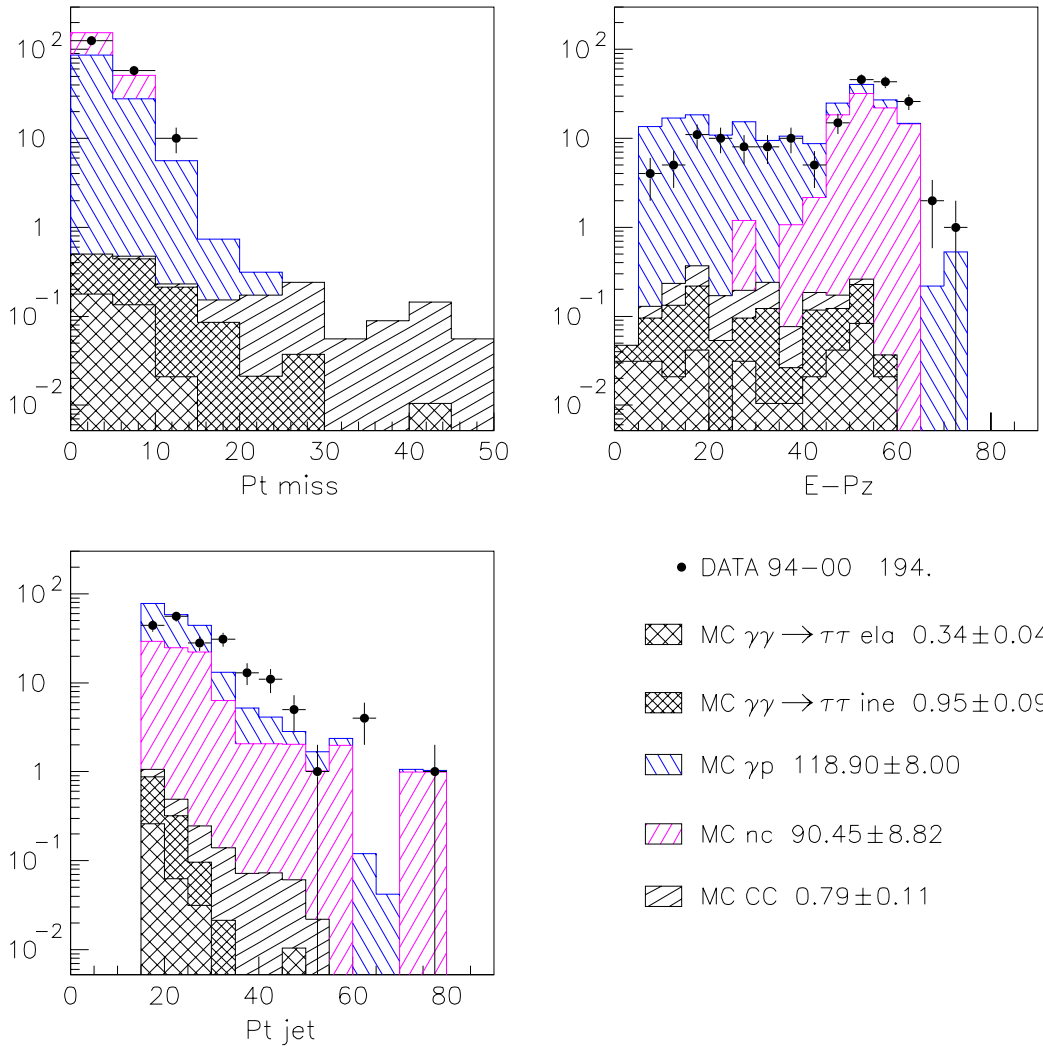 10^2
10
1
10^-1
10^-2
0 10 20 30 40 50
Pt miss
10^2
10
1
10^-1
10^-2
0 20 40 60 80
E-Pz
10^2
10
1
10^-1
10^-2
0 20 40 60 80
Pt jet
DATA 94-00 194.
MC γγ → ττ ela 0.34±0.04
MC γγ → ττ ine 0.95±0.09
MC γp 118.90±8.00
MC nc 90.45±8.82
MC CC 0.79±0.11